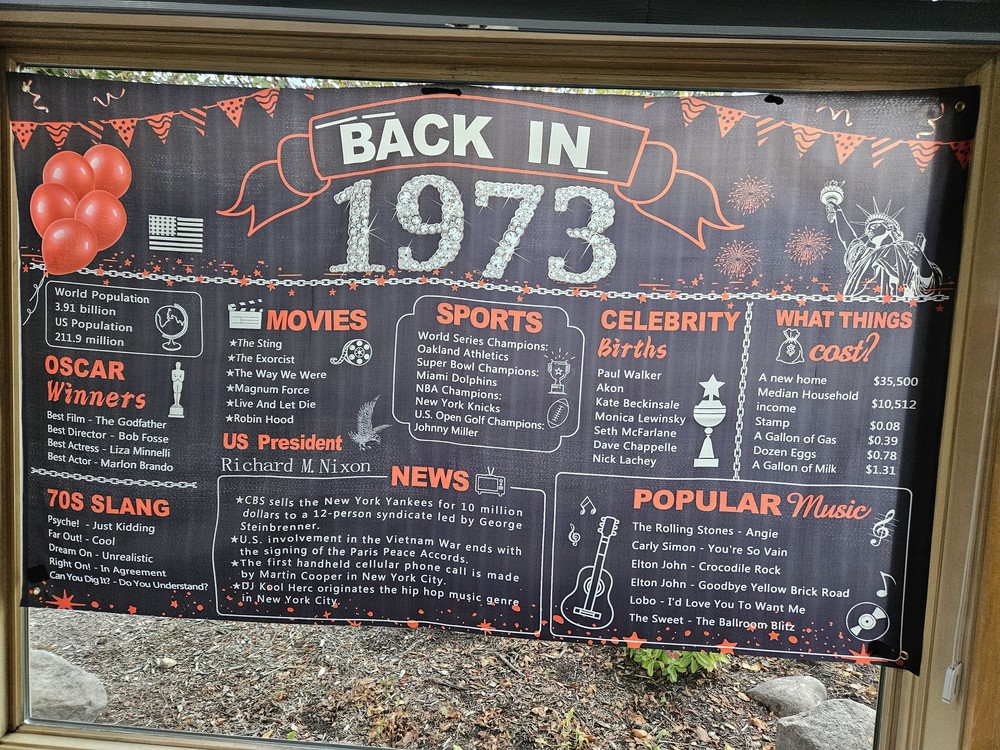 BACK IN
1973
World Population
3.91 billion
US Population
211.9 million
OSCAR
Winners
Best Film - The Godfather
Best Director - Bob Fosse
Best Actress - Liza Minnelli
Best Actor - Marlon Brando
70S SLANG
Psyche! - Just Kidding
Far Out! - Cool
Dream On - Unrealistic
Right On! - In Agreement
Can You Dig It? - Do You Understand?
MOVIES
★The Sting
★The Exorcist
★The Way We Were
★Magnum Force
★Live And Let Die
★Robin Hood
US President
Richard M. Nixon
SPORTS
World Series Champions:
Oakland Athletics
Super Bowl Champions:
Miami Dolphins
NBA Champions:
New York Knicks
U.S. Open Golf Champions:
Johnny Miller
CELEBRITY
Births
Paul Walker
Akon
Kate Beckinsale
Monica Lewinsky
Seth McFarlane
Dave Chappelle
Nick Lachey
WHAT THINGS
cost?
A new home $35,500
Median Household
income $10,512
Stamp $0.08
A Gallon of Gas $0.39
Dozen Eggs $0.78
A Gallon of Milk $1.31
NEWS
★CBS sells the New York Yankees for 10 million
dollars to a 12-person syndicate led by George
Steinbrenner.
★U.S. involvement in the Vietnam War ends with
the signing of the Paris Peace Accords.
★The first handheld cellular phone call is made
by Martin Cooper in New York City.
★DJ Kool Herc originates the hip hop music genre
in New York City.
POPULAR Music
The Rolling Stones - Angie
Carly Simon - You're So Vain
Elton John - Crocodile Rock
Elton John - Goodbye Yellow Brick Road
Lobo - I'd Love You To Want Me
The Sweet - The Ballroom Blitz